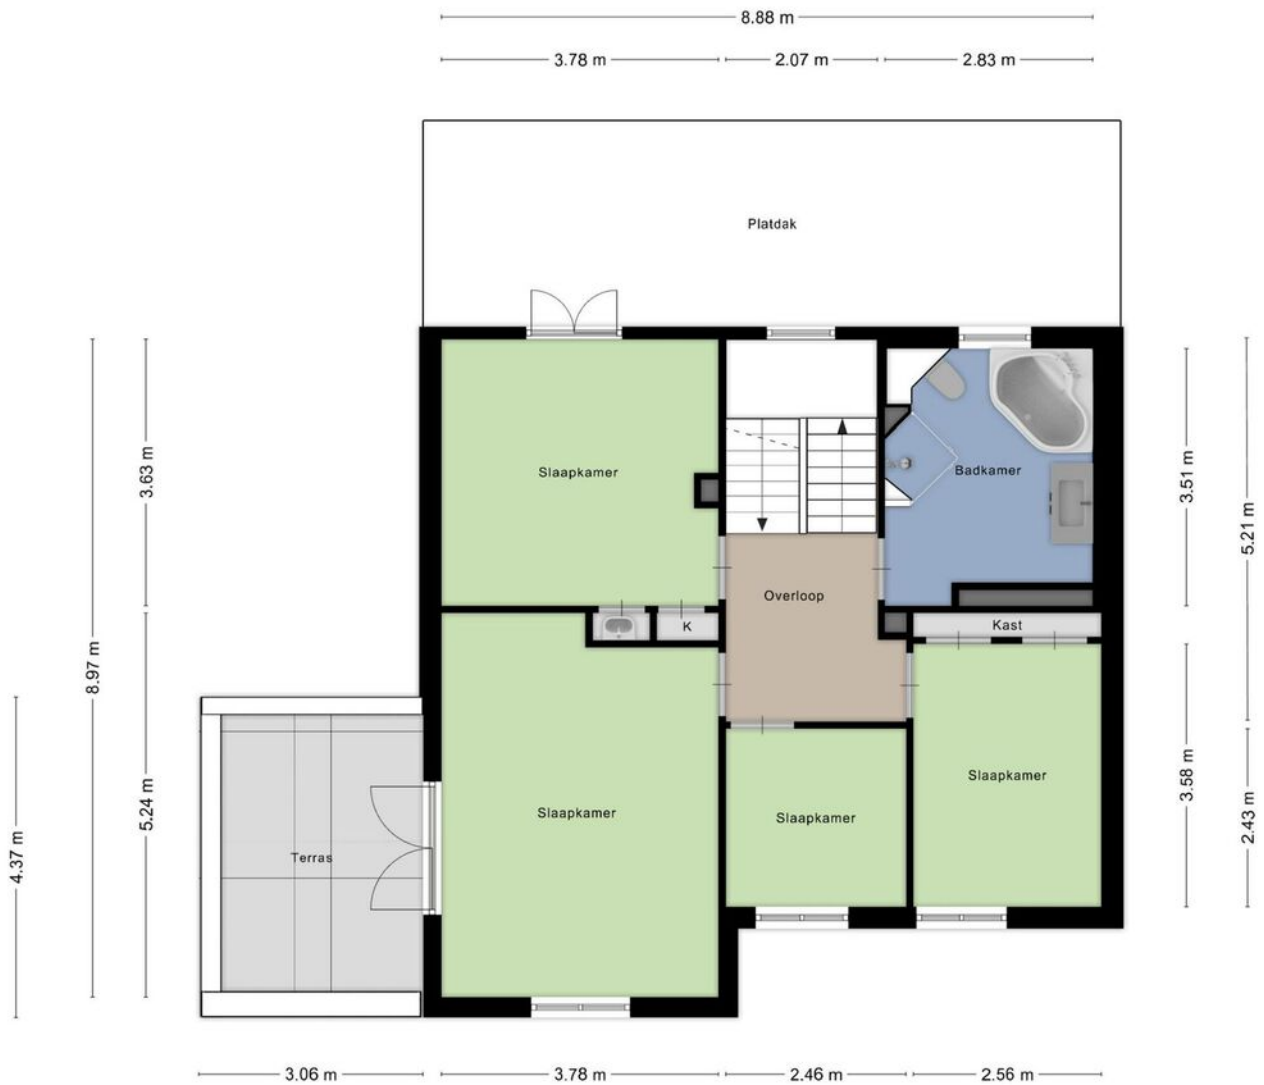 8.88 m
3.78 m
2.07 m
2.83 m
Platdak
3.63 m
Slaapkamer
Badkamer
3.51 m
5.21 m
Overloop
K
Kast
8.97 m
5.24 m
4.37 m
Terras
Slaapkamer
Slaapkamer
Slaapkamer
3.58 m
2.43 m
3.06 m
3.78 m
2.46 m
2.56 m